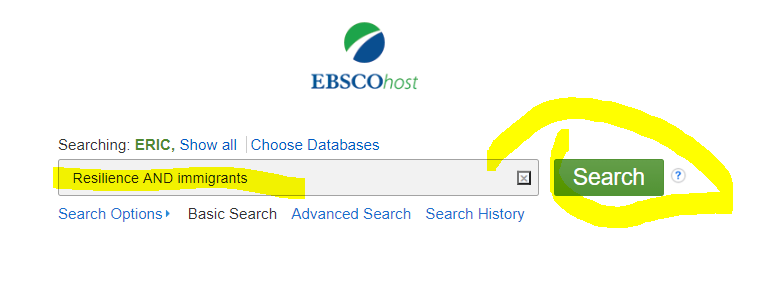 EBSCOhost
Searching: ERIC, Show all Choose Databases
Resilience AND immigrants Search ?
Search Options Basic Search Advanced Search Search History